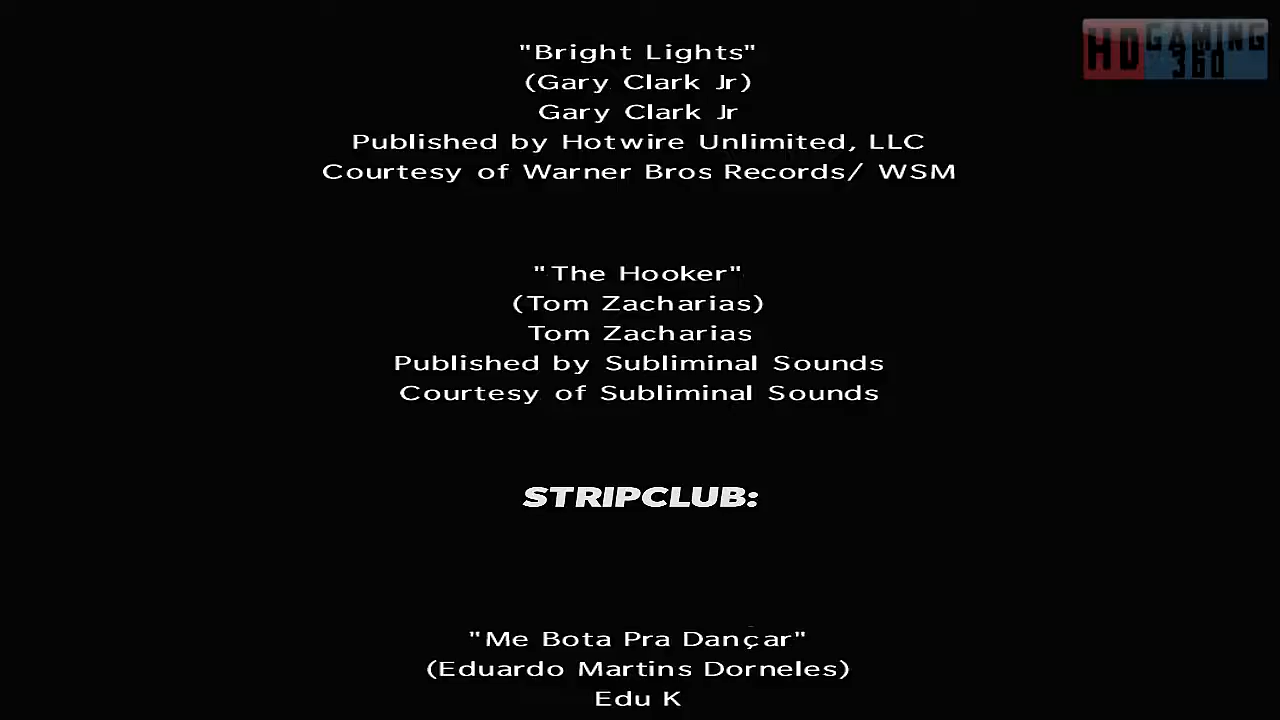 HD GAMING
360
"Bright Lights"
(Gary Clark Jr)
Gary Clark Jr
Published by Hotwire Unlimited, LLC
Courtesy of Warner Bros Records/ WSM
"The Hooker"
(Tom Zacharias)
Tom Zacharias
Published by Subliminal Sounds
Courtesy of Subliminal Sounds
STRIPCLUB:
"Me Bota Pra Dançar"
(Eduardo Martins Dorneles)
Edu K